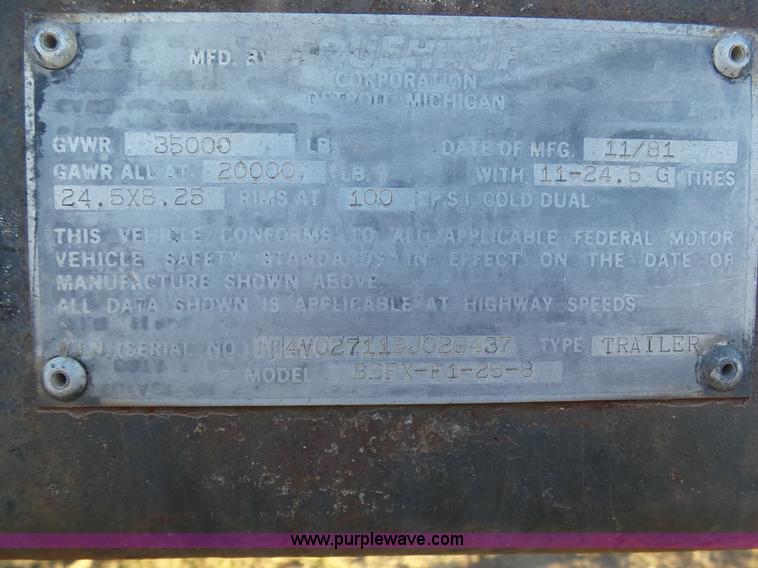 MFD. BY FRUEHAUF
CORPORATION
DETROIT MICHIGAN
GVWR 35000 LB. DATE OF MFG. 11/81
GAWR ALL AT 20000 LB. WITH 11-24.5 G TIRES
24.5X8.25 RIMS AT 100 P.S.I. COLD DUAL
THIS VEHICLE CONFORMS TO ALL APPLICABLE FEDERAL MOTOR
VEHICLE SAFETY STANDARDS IN EFFECT ON THE DATE OF
MANUFACTURE SHOWN ABOVE.
ALL DATA SHOWN IS APPLICABLE AT HIGHWAY SPEEDS.
V.I.N. (SERIAL NO.) TYPE TRAILER
MODEL
www.purplewave.com